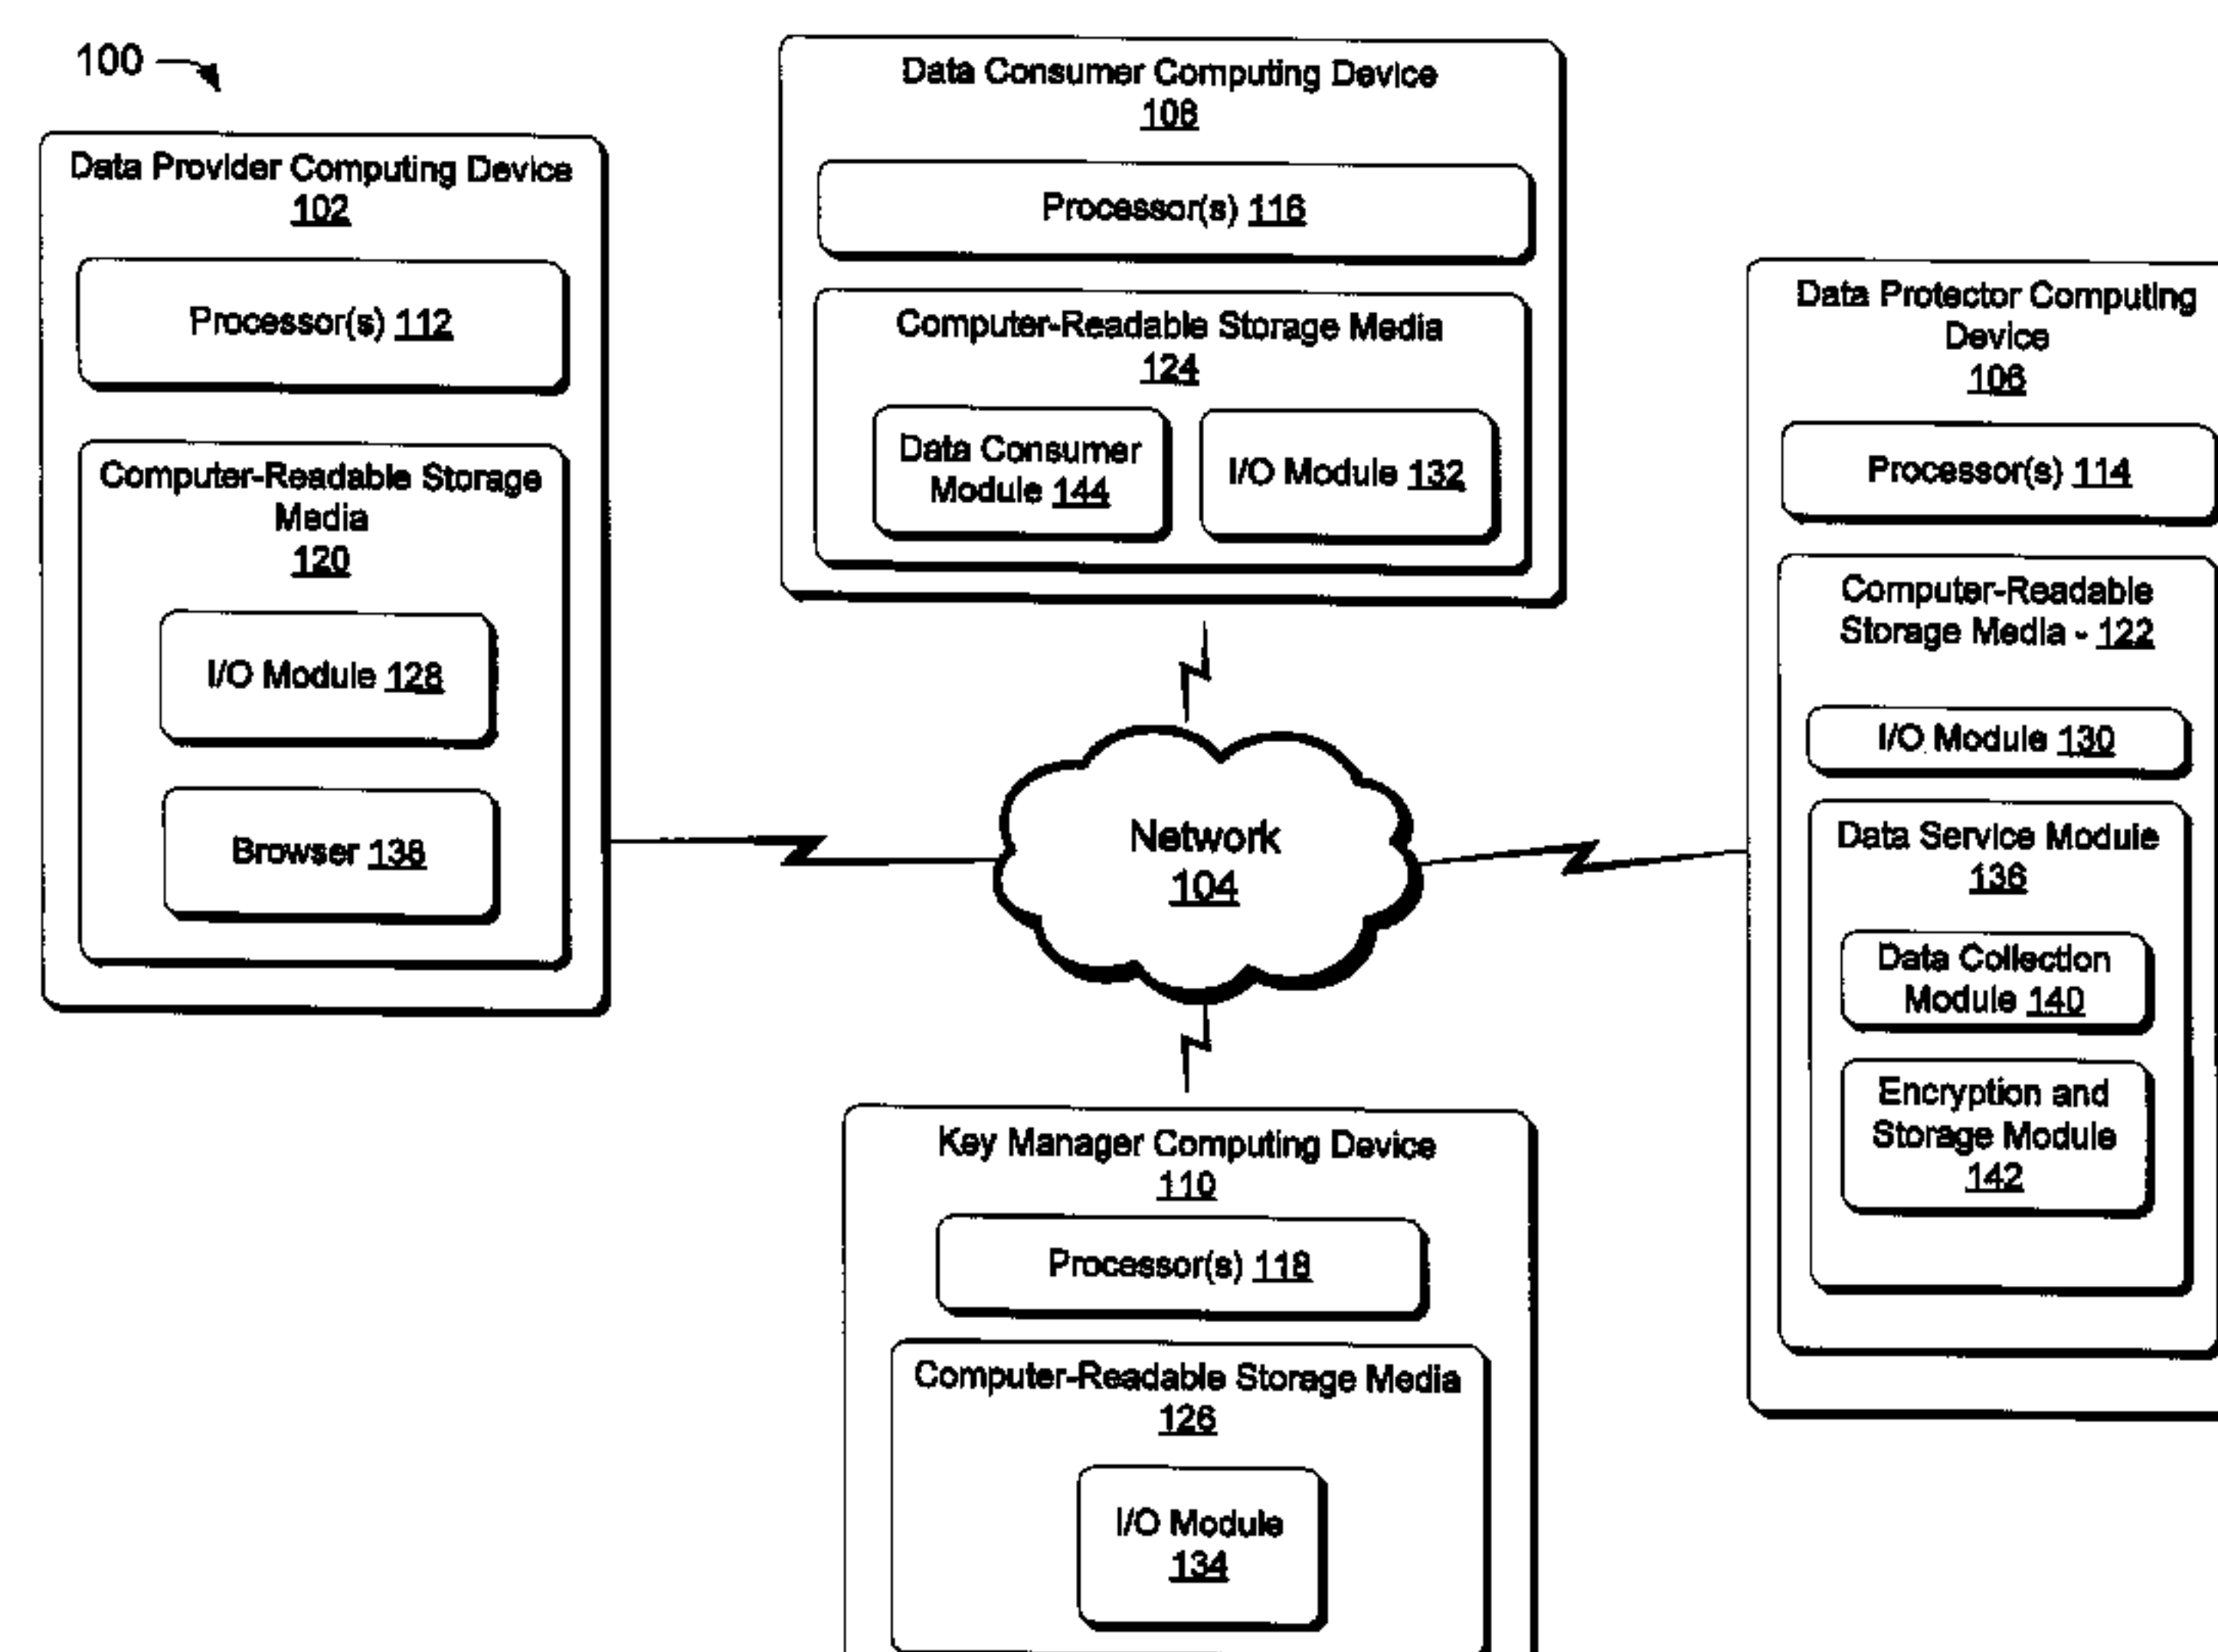 100
Data Consumer Computing Device
108
Processor(s) 116
Computer-Readable Storage Media
124
Data Consumer
Module 144
I/O Module 132
Data Provider Computing Device
102
Processor(s) 112
Computer-Readable Storage
Media
120
I/O Module 128
Browser 138
Network
104
Data Protector Computing
Device
106
Processor(s) 114
Computer-Readable
Storage Media - 122
I/O Module 130
Data Service Module
136
Data Collection
Module 140
Encryption and
Storage Module
142
Key Manager Computing Device
110
Processor(s) 118
Computer-Readable Storage Media
126
I/O Module
134